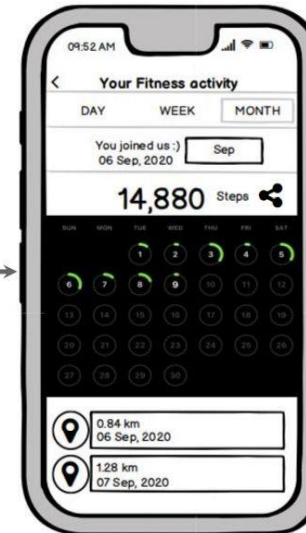 09:52 AM
Your Fitness activity
DAY WEEK MONTH
You joined us :)
06 Sep, 2020
Sep
14,880 Steps
SUN MON TUE WED THU FRI SAT
1 2 3 4 5
6 7 8 9 10 11 12
13 14 15 16 17 18 19
20 21 22 23 24 25 26
27 28 29 30
0.84 km
06 Sep, 2020
1.28 km
07 Sep, 2020